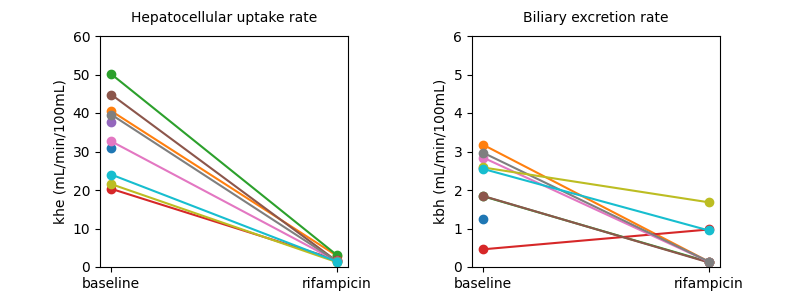 Hepatocellular uptake rate
khe (mL/min/100mL)
60
50
40
30
20
10
0
baseline
rifampicin
Biliary excretion rate
kbh (mL/min/100mL)
6
5
4
3
2
1
0
baseline
rifampicin